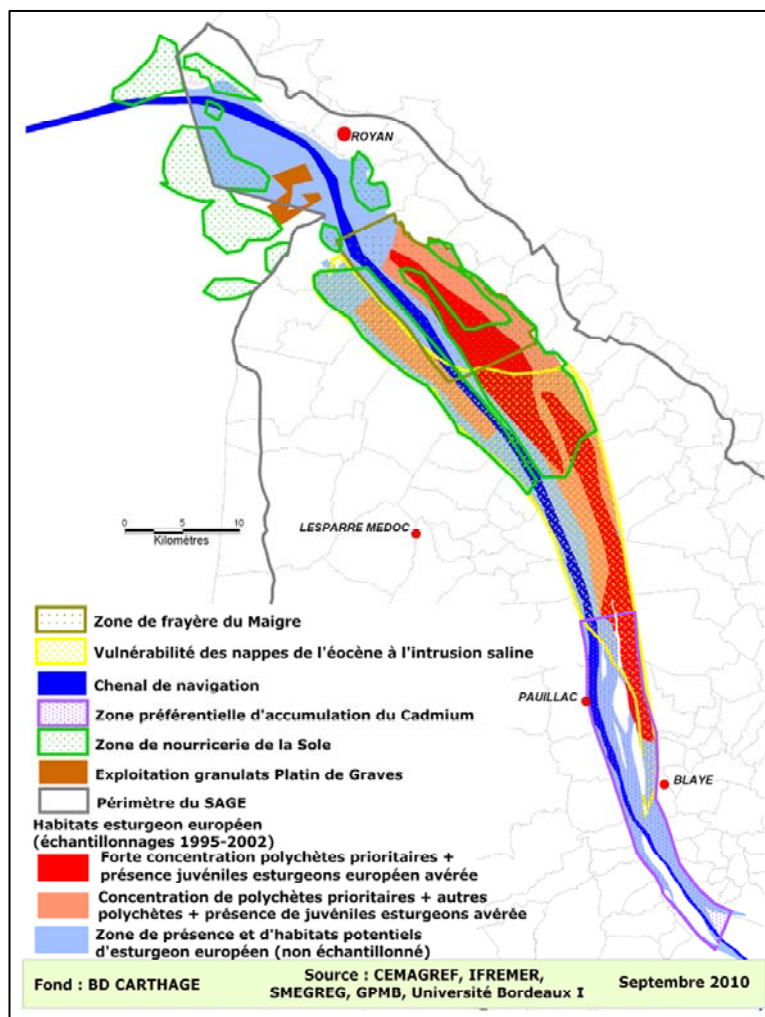 ROYAN
LESPARRE MEDOC
0 5 10
Kilomètres
PAUILLAC
BLAYE
Zone de frayère du Maigre
Vulnérabilité des nappes de l'éocène à l'intrusion saline
Chenal de navigation
Zone préférentielle d'accumulation du Cadmium
Zone de nourricerie de la Sole
Exploitation granulats Platin de Graves
Périmètre du SAGE
Habitats esturgeon européen
(échantillonnages 1995-2002)
Forte concentration polychètes prioritaires +
présence juvéniles esturgeons européen avérée
Concentration de polychètes prioritaires + autres
polychètes + présence de juvéniles esturgeons avérée
Zone de présence et d'habitats potentiels
d'esturgeon européen (non échantillonné)
Fond : BD CARTHAGE
Source : CEMAGREF, IFREMER,
SMEGREG, GPMB, Université Bordeaux I
Septembre 2010